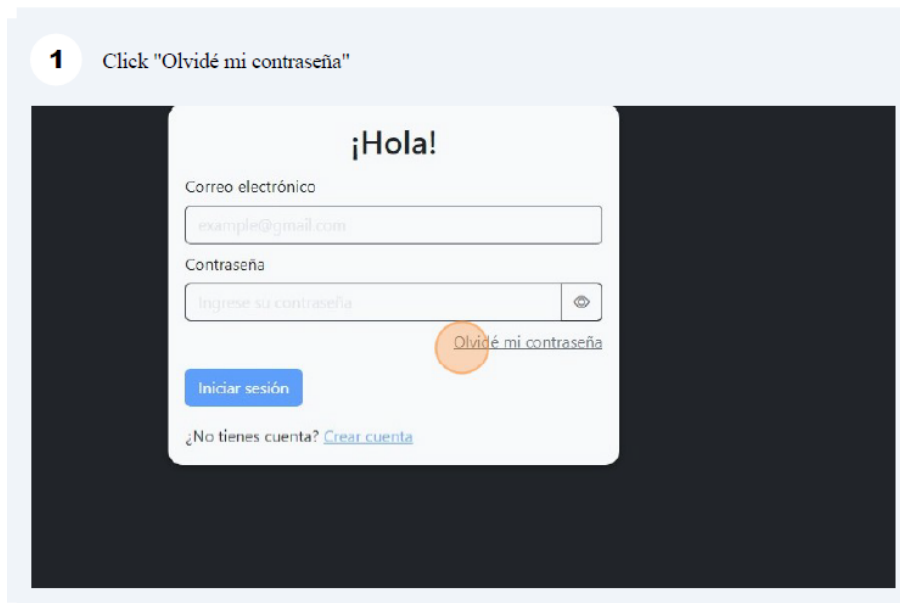 1 Click "Olvidé mi contraseña"
¡Hola!
Correo electrónico
example@gmail.com
Contraseña
Ingrese su contraseña
Olvidé mi contraseña
Iniciar sesión
¿No tienes cuenta? Crear cuenta